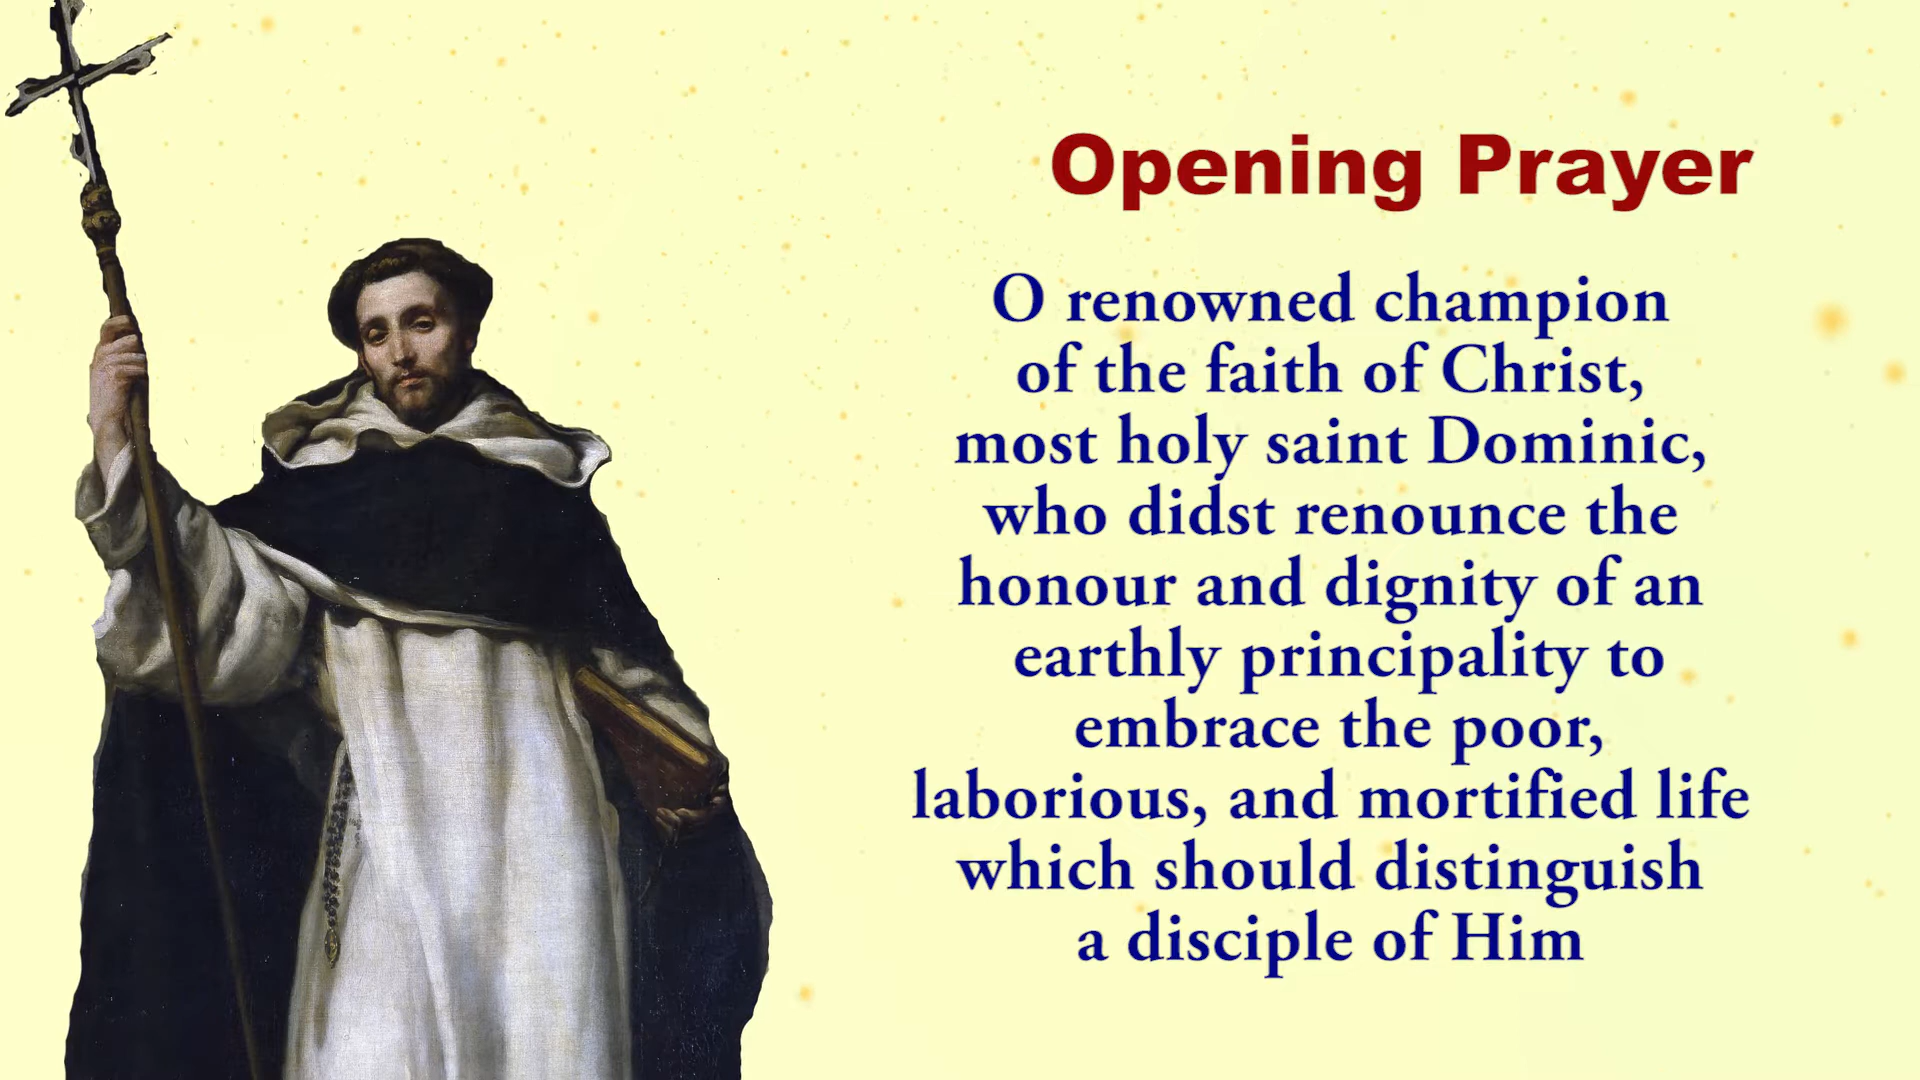 Opening Prayer
O renowned champion
of the faith of Christ,
most holy saint Dominic,
who didst renounce the
honour and dignity of an
earthly principality to
embrace the poor,
laborious, and mortified life
which should distinguish
a disciple of Him